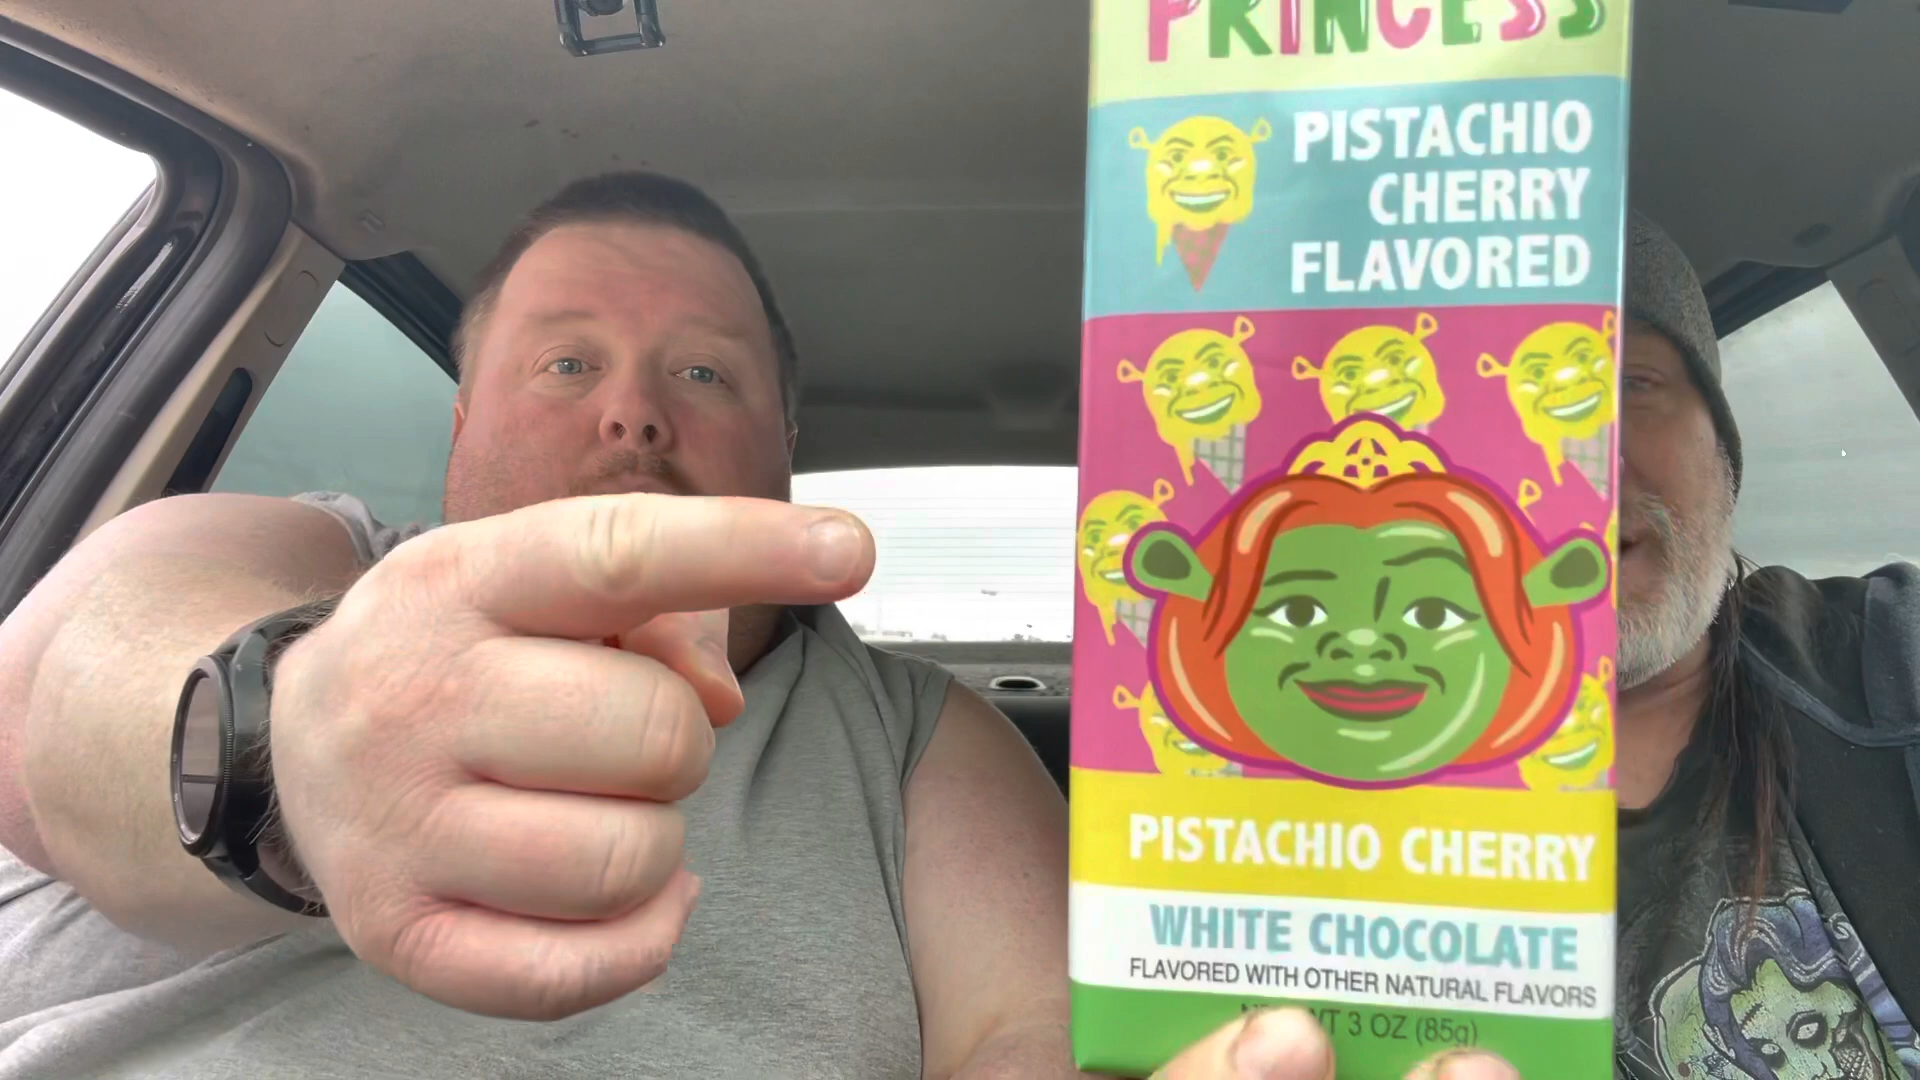 PRINCESS
PISTACHIO
CHERRY
FLAVORED
PISTACHIO CHERRY
WHITE CHOCOLATE
FLAVORED WITH OTHER NATURAL FLAVORS
3 OZ (85g)